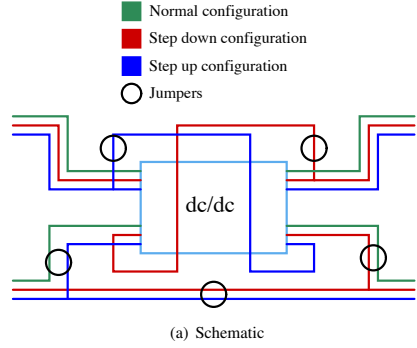 Normal configuration
Step down configuration
Step up configuration
Jumpers
dc/dc
(a) Schematic